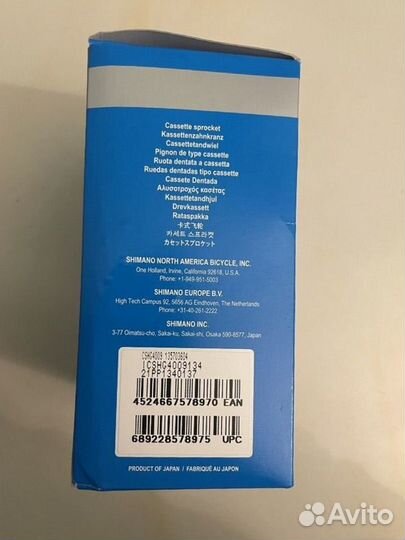 Cassette sprocket
Kassettenzahnkranz
Cassettetandwiel
Pignon de type cassette
Ruota dentata a cassetta
Ruedas dentadas tipo cassette
Cassete Dentada
Αλυσοτροχός κασέτας
Kassettetandhjul
Drevkassett
Rataspakka
卡式飞轮
카세트 스프라켓
カセットスプロケット
SHIMANO NORTH AMERICA BICYCLE, INC.
One Holland, Irvine, California 92618, U.S.A.
Phone: +1-949-951-5003
SHIMANO EUROPE B.V.
High Tech Campus 92, 5656 AG Eindhoven, The Netherlands
Phone: +31-40-261-2222
SHIMANO INC.
3-77 Oimatsu-cho, Sakai-ku, Sakai-shi, Osaka 590-8577, Japan
CSHG4009 135703604
ICSHG4009134
21PP1340137
4524667578970 EAN
689228578975 UPC
PRODUCT OF JAPAN / FABRIQUÉ AU JAPON
Avito